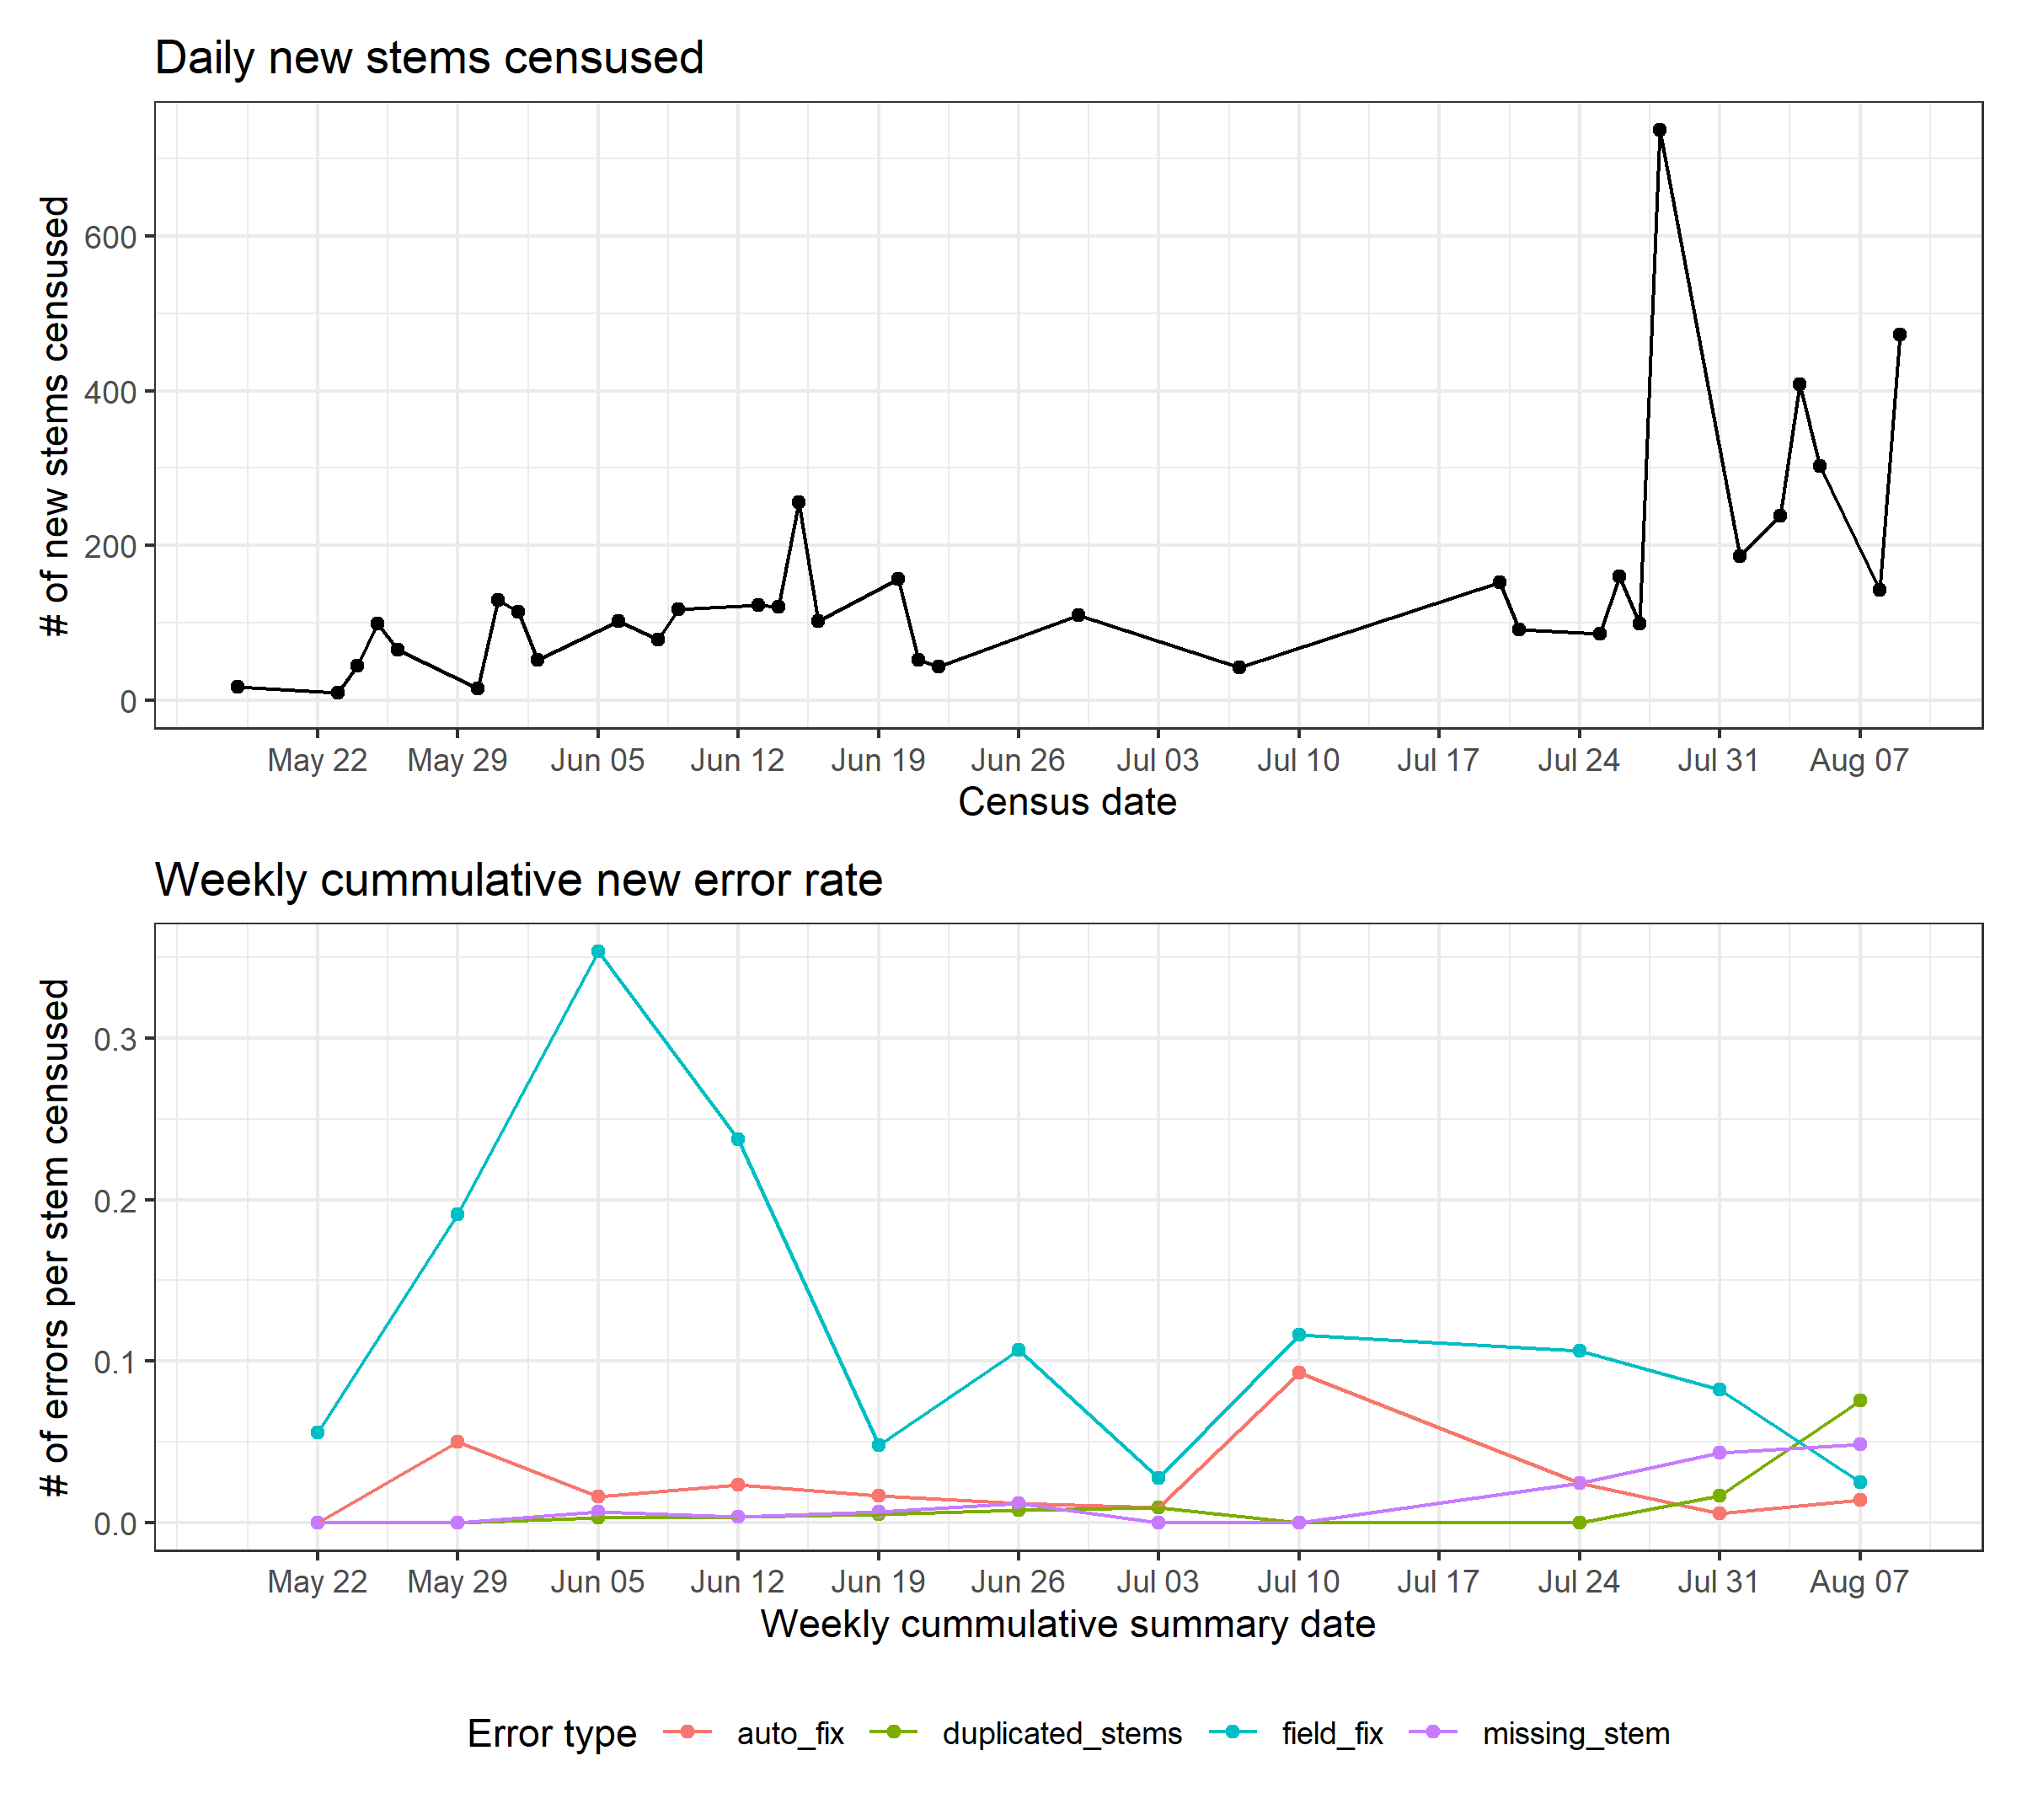 Daily new stems censused
# of new stems censused
600
400
200
0
May 22 May 29 Jun 05 Jun 12 Jun 19 Jun 26 Jul 03 Jul 10 Jul 17 Jul 24 Jul 31 Aug 07
Census date
Weekly cummulative new error rate
# of errors per stem censused
0.3
0.2
0.1
0.0
May 22 May 29 Jun 05 Jun 12 Jun 19 Jun 26 Jul 03 Jul 10 Jul 17 Jul 24 Jul 31 Aug 07
Weekly cummulative summary date
Error type auto_fix duplicated_stems field_fix missing_stem